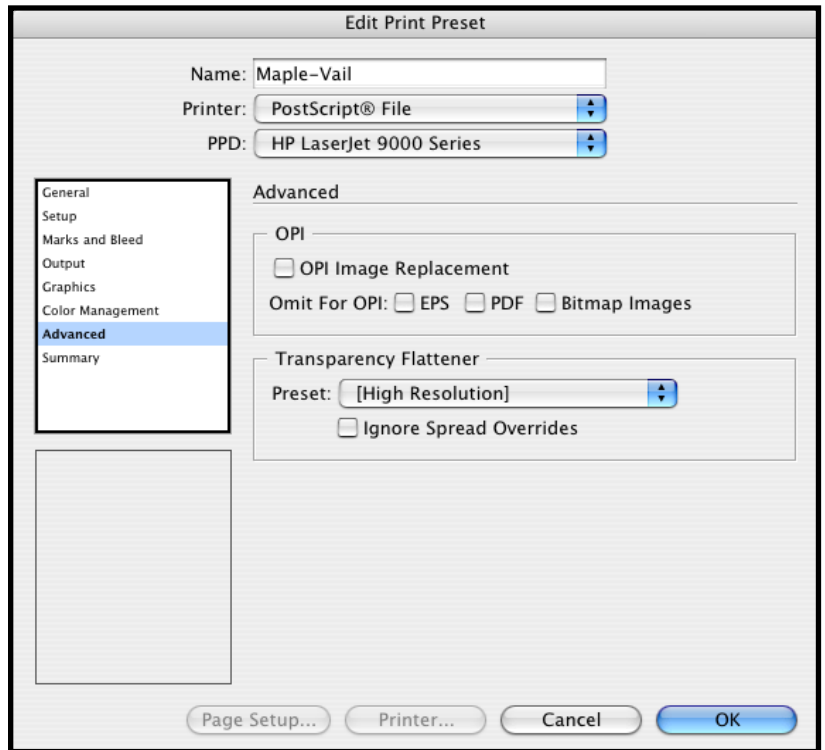 Edit Print Preset
Name: Maple-Vail
Printer: PostScript® File
PPD: HP LaserJet 9000 Series
General
Setup
Marks and Bleed
Output
Graphics
Color Management
Advanced
Summary
Advanced
OPI
OPI Image Replacement
Omit For OPI: EPS PDF Bitmap Images
Transparency Flattener
Preset: [High Resolution]
Ignore Spread Overrides
Page Setup... Printer... Cancel OK